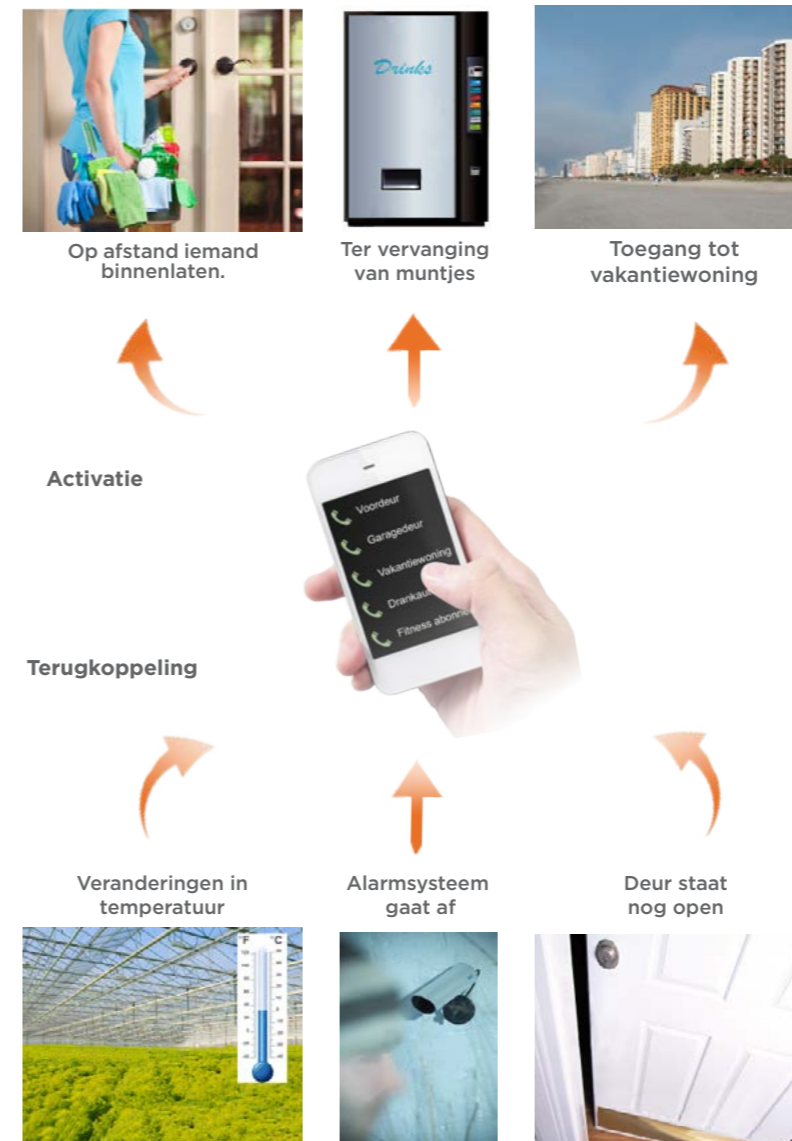 Drinks
Op afstand iemand
binnenlaten.
Ter vervanging
van muntjes
Toegang tot
vakantiewoning
Activatie
Voordeur
Garagedeur
Vakantiewoning
Fitness
Terugkoppeling
Veranderingen in
temperatuur
Alarmsysteem
gaat af
Deur staat
nog open
°F °C